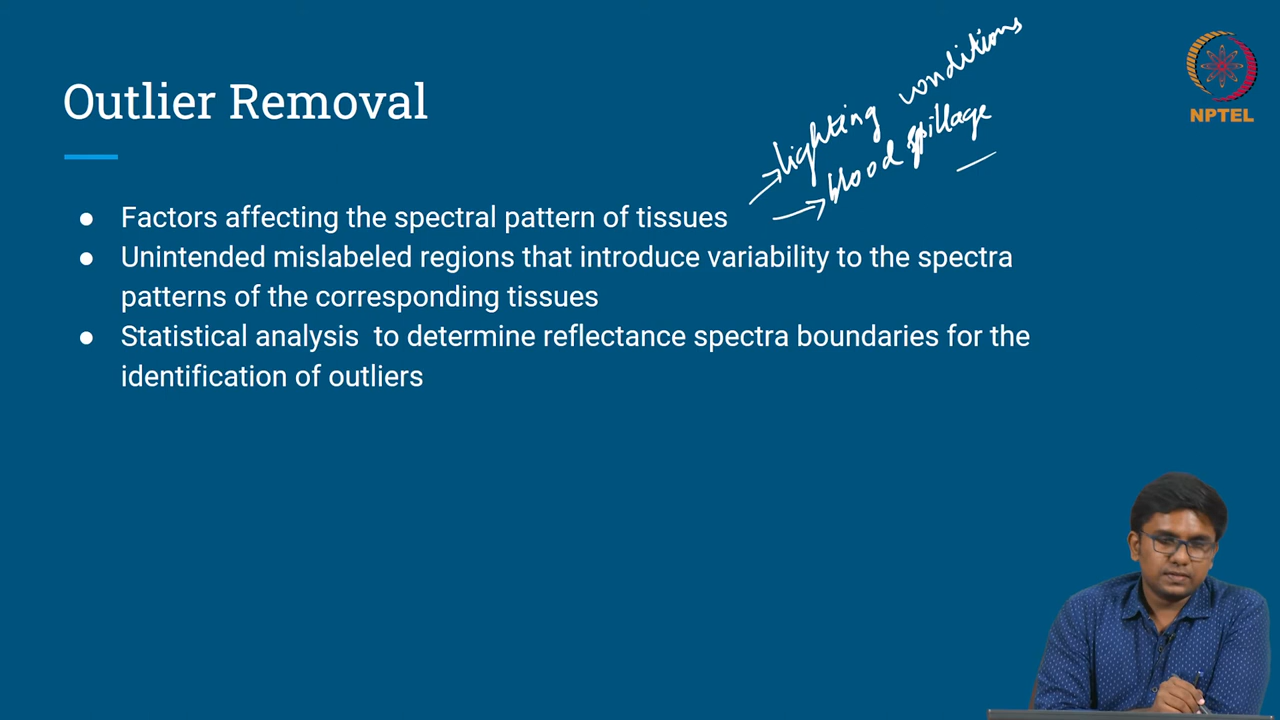 Outlier Removal
→ lighting conditions
→ blood spillage
NPTEL
● Factors affecting the spectral pattern of tissues
● Unintended mislabeled regions that introduce variability to the spectra
patterns of the corresponding tissues
● Statistical analysis to determine reflectance spectra boundaries for the
identification of outliers